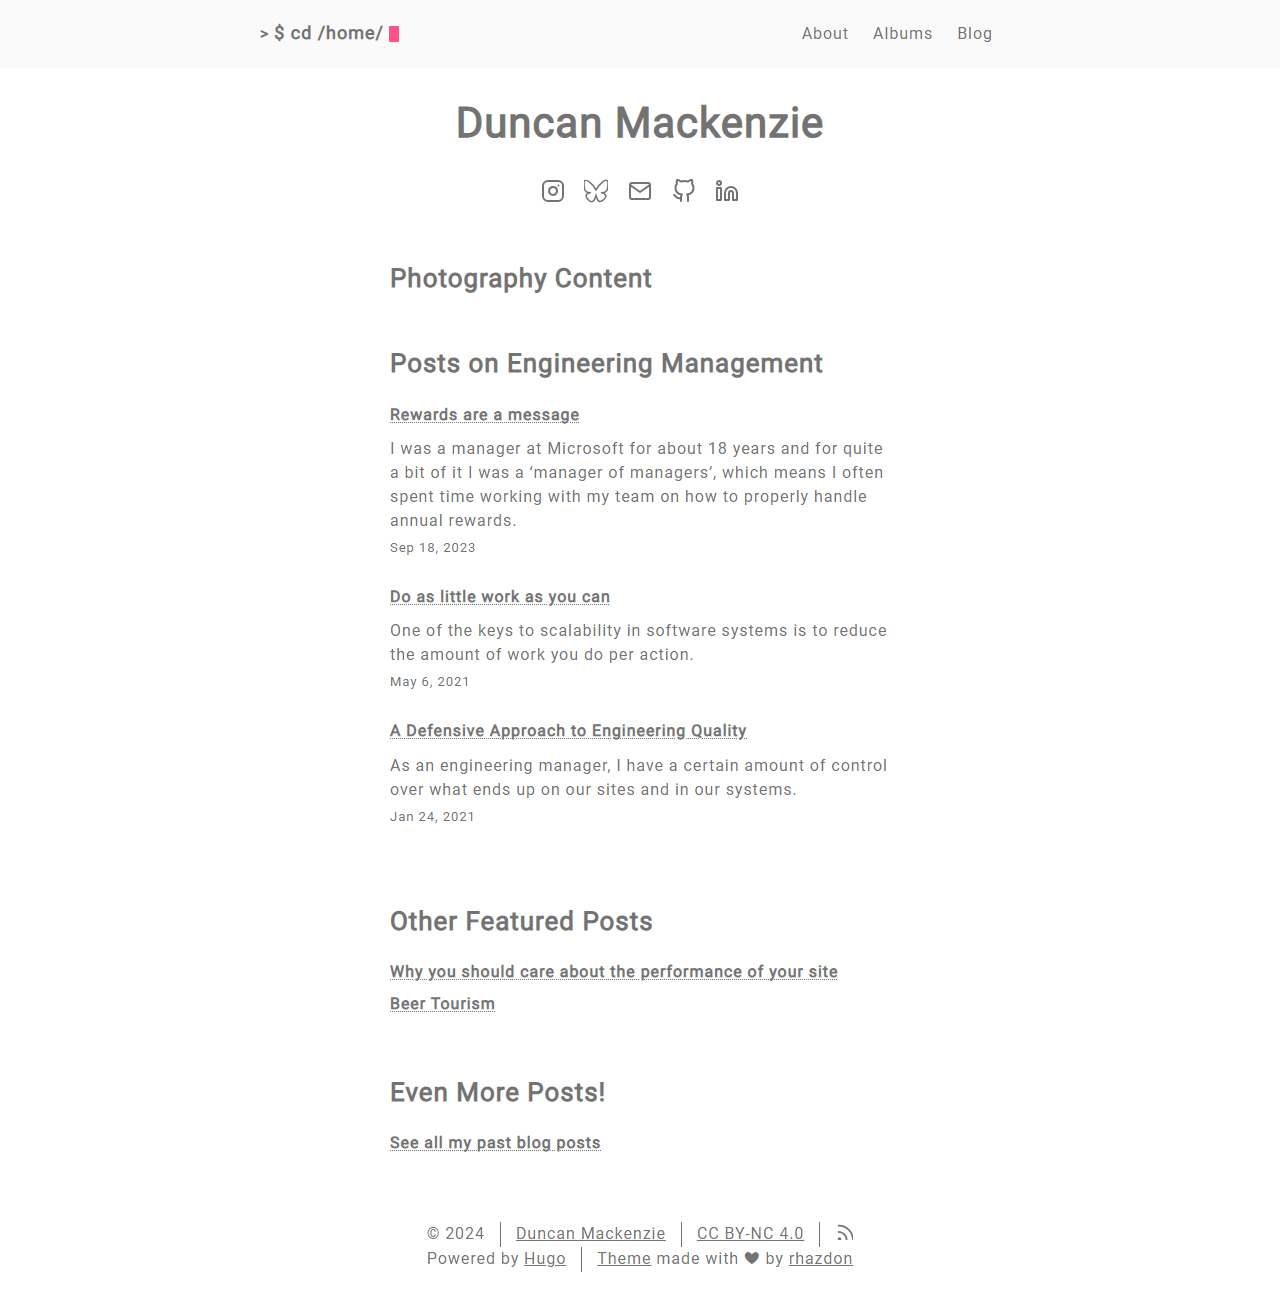 > $ cd /home/
About Albums Blog
Duncan Mackenzie
Photography Content
Posts on Engineering Management
Rewards are a message
I was a manager at Microsoft for about 18 years and for quite
a bit of it I was a ‘manager of managers’, which means I often
spent time working with my team on how to properly handle
annual rewards.
Sep 18, 2023
Do as little work as you can
One of the keys to scalability in software systems is to reduce
the amount of work you do per action.
May 6, 2021
A Defensive Approach to Engineering Quality
As an engineering manager, I have a certain amount of control
over what ends up on our sites and in our systems.
Jan 24, 2021
Other Featured Posts
Why you should care about the performance of your site
Beer Tourism
Even More Posts!
See all my past blog posts
© 2024 Duncan Mackenzie CC BY-NC 4.0
Powered by Hugo Theme made with ❤ by rhazdon